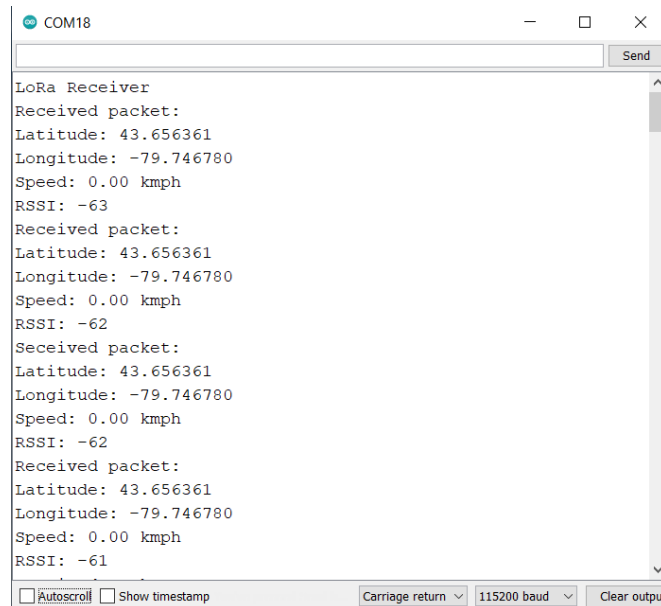 COM18
Send
LoRa Receiver
Received packet:
Latitude: 43.656361
Longitude: -79.746780
Speed: 0.00 kmph
RSSI: -63
Received packet:
Latitude: 43.656361
Longitude: -79.746780
Speed: 0.00 kmph
RSSI: -62
Seceived packet:
Latitude: 43.656361
Longitude: -79.746780
Speed: 0.00 kmph
RSSI: -62
Received packet:
Latitude: 43.656361
Longitude: -79.746780
Speed: 0.00 kmph
RSSI: -61
Autoscroll Show timestamp Carriage return 115200 baud Clear outpu